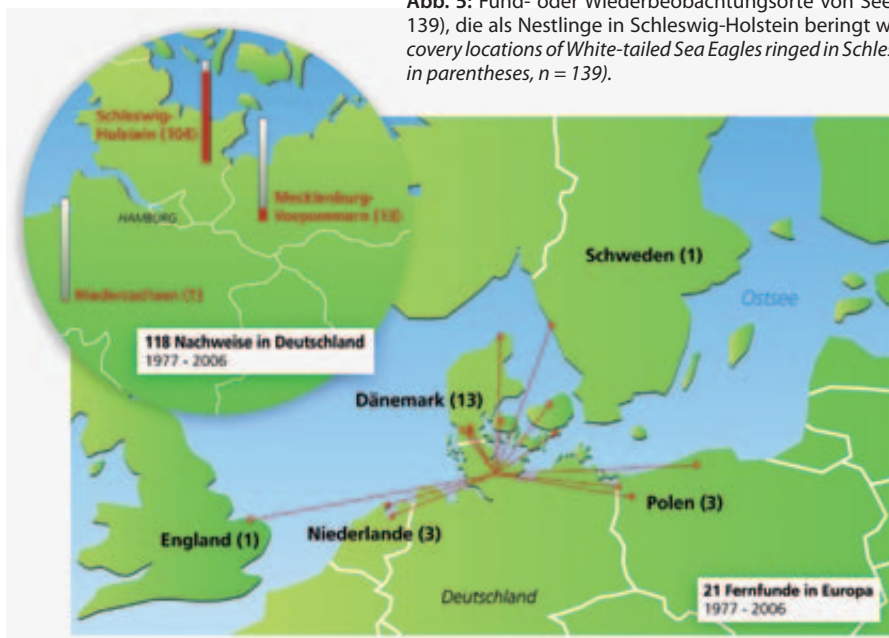 Abb. 5: Fund- oder Wiederbeobachtungsorte von See
139), die als Nestlinge in Schleswig-Holstein beringt w
covery locations of White-tailed Sea Eagles ringed in Schles
in parentheses, n = 139).
Schleswig-
Holstein (104)
Mecklenburg-
Vorpommern (13)
HAMBURG
Niedersachsen (1)
118 Nachweise in Deutschland
1977 - 2006
Schweden (1)
Ostsee
Dänemark (13)
Polen (3)
England (1)
Niederlande (3)
Deutschland
21 Fernfunde in Europa
1977 - 2006